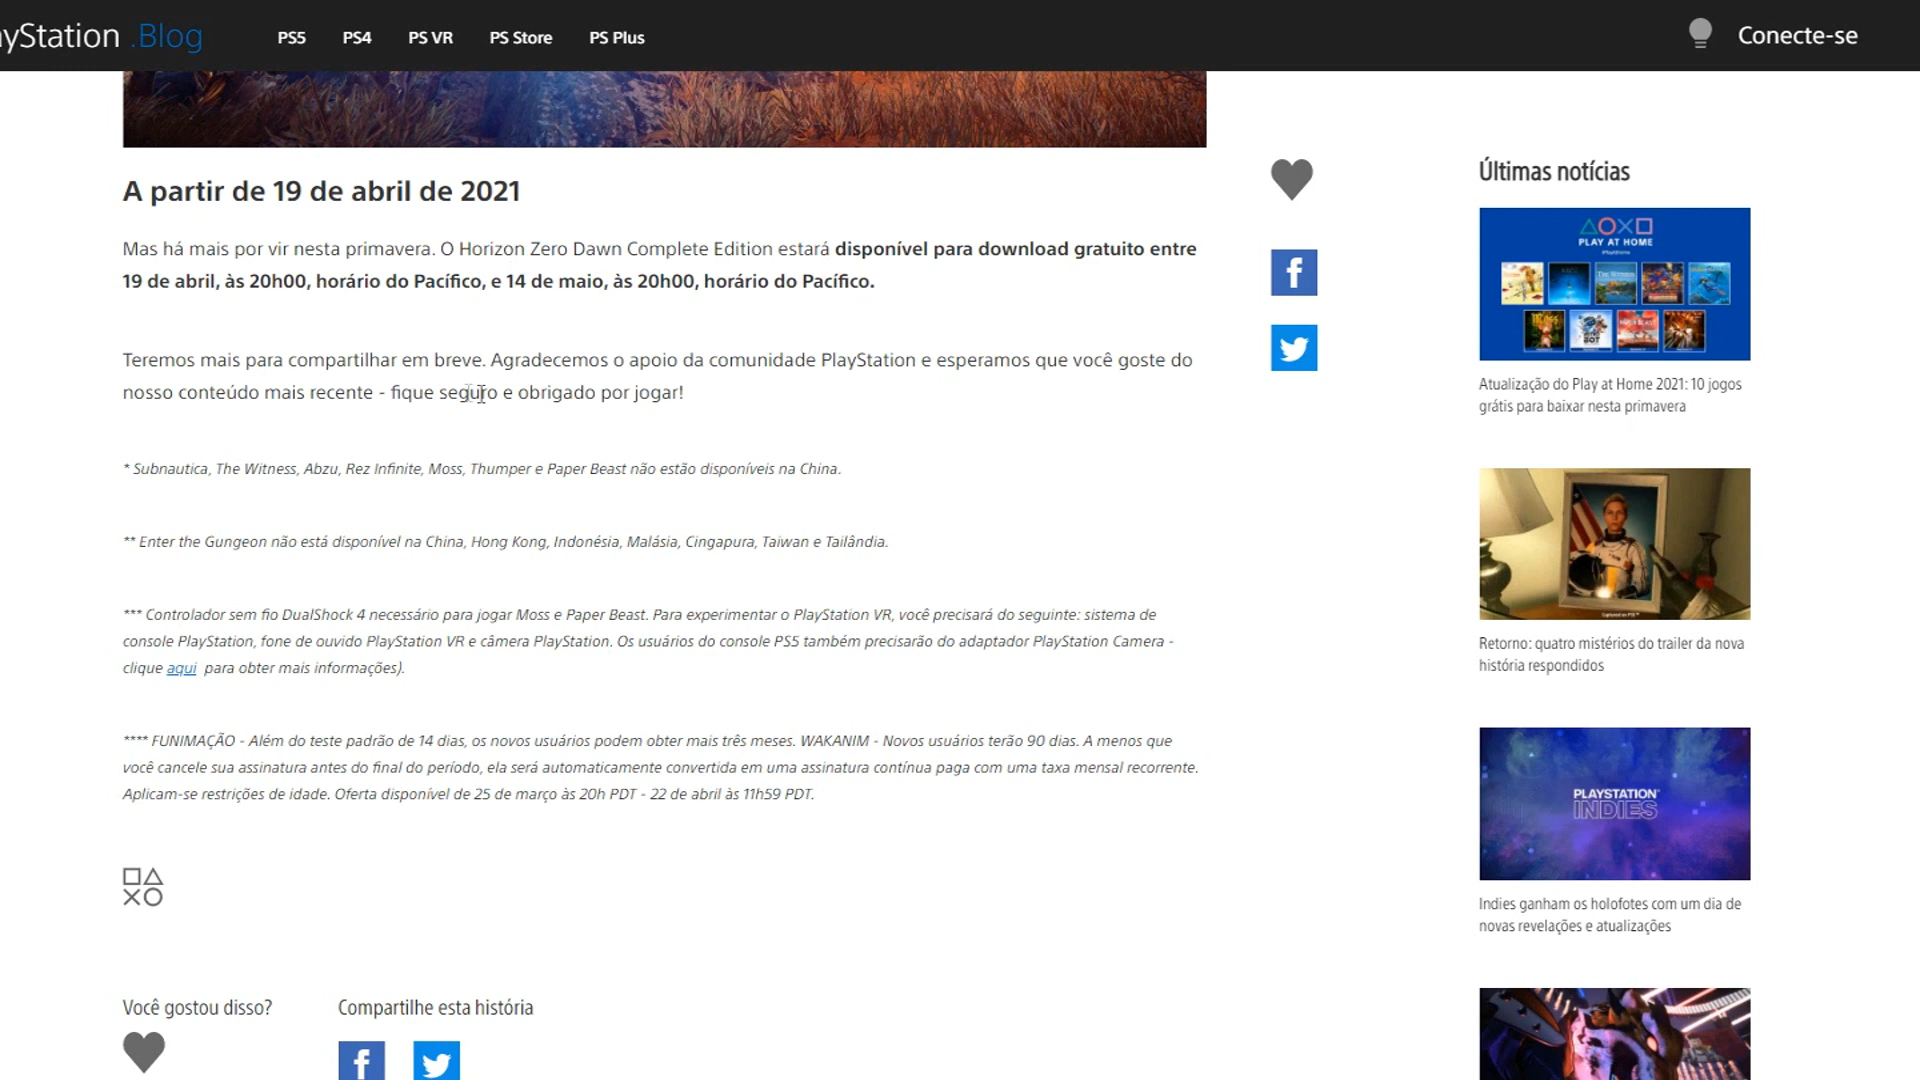 ayStation .Blog
PS5
PS4
PS VR
PS Store
PS Plus
Conecte-se
A partir de 19 de abril de 2021
Mas há mais por vir nesta primavera. O Horizon Zero Dawn Complete Edition estará disponível para download gratuito entre
19 de abril, às 20h00, horário do Pacífico, e 14 de maio, às 20h00, horário do Pacífico.
Teremos mais para compartilhar em breve. Agradecemos o apoio da comunidade PlayStation e esperamos que você goste do
nosso conteúdo mais recente - fique seguro e obrigado por jogar!
* Subnautica, The Witness, Abzu, Rez Infinite, Moss, Thumper e Paper Beast não estão disponíveis na China.
** Enter the Gungeon não está disponível na China, Hong Kong, Indonésia, Malásia, Cingapura, Taiwan e Tailândia.
*** Controlador sem fio DualShock 4 necessário para jogar Moss e Paper Beast. Para experimentar o PlayStation VR, você precisará do seguinte: sistema de
console PlayStation, fone de ouvido PlayStation VR e câmera PlayStation. Os usuários do console PS5 também precisarão do adaptador PlayStation Camera -
clique aqui para obter mais informações).
**** FUNIMAÇÃO - Além do teste padrão de 14 dias, os novos usuários podem obter mais três meses. WAKANIM - Novos usuários terão 90 dias. A menos que
você cancele sua assinatura antes do final do período, ela será automaticamente convertida em uma assinatura contínua paga com uma taxa mensal recorrente.
Aplicam-se restrições de idade. Oferta disponível de 25 de março às 20h PDT - 22 de abril às 11h59 PDT.
Você gostou disso?
Compartilhe esta história
Últimas notícias
PLAY AT HOME
Atualização do Play at Home 2021: 10 jogos
grátis para baixar nesta primavera
Retorno: quatro mistérios do trailer da nova
história respondidos
PLAYSTATION
INDIES
Indies ganham os holofotes com um dia de
novas revelações e atualizações